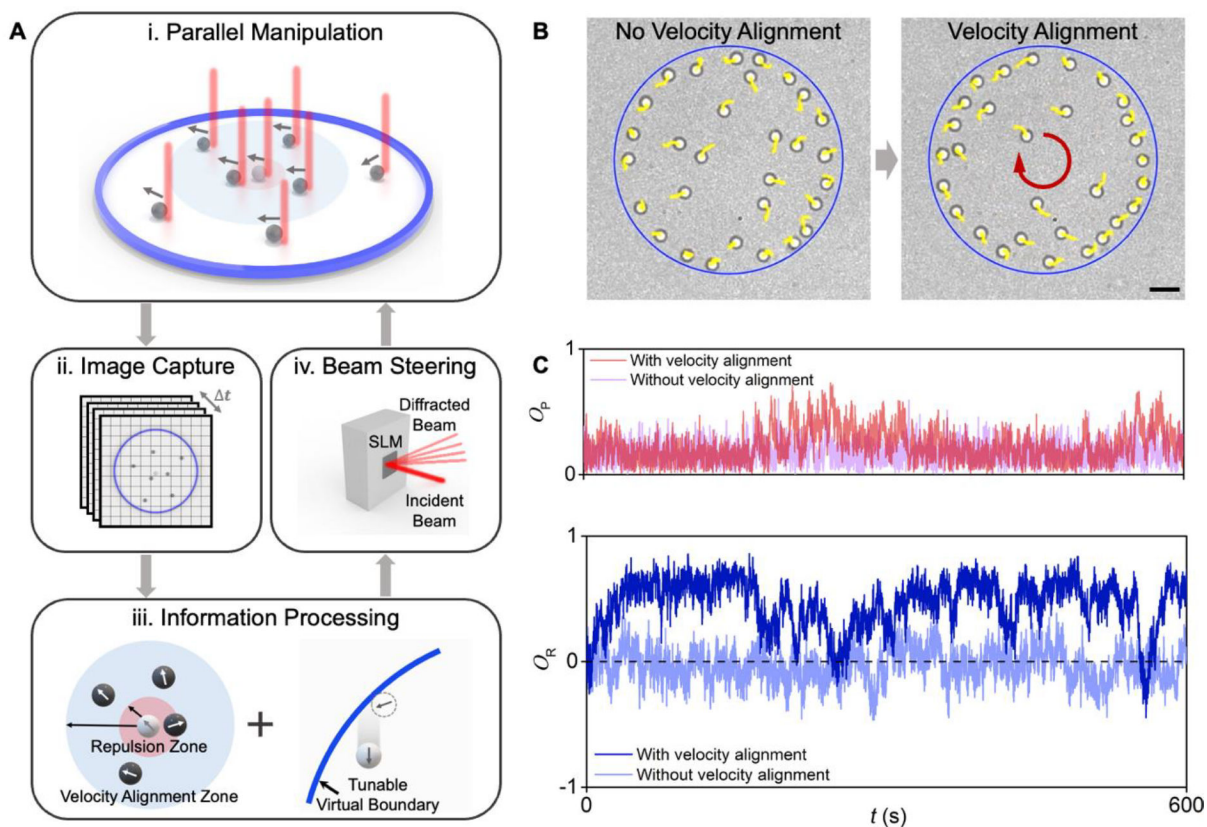 A
i. Parallel Manipulation
ii. Image Capture
Δt
iv. Beam Steering
Diffracted
Beam
SLM
Incident
Beam
iii. Information Processing
Repulsion Zone
Velocity Alignment Zone
+
Tunable
Virtual Boundary
B
No Velocity Alignment
Velocity Alignment
C
1
With velocity alignment
Without velocity alignment
O_P
0
1
O_R
0
With velocity alignment
Without velocity alignment
-1
0
t (s)
600